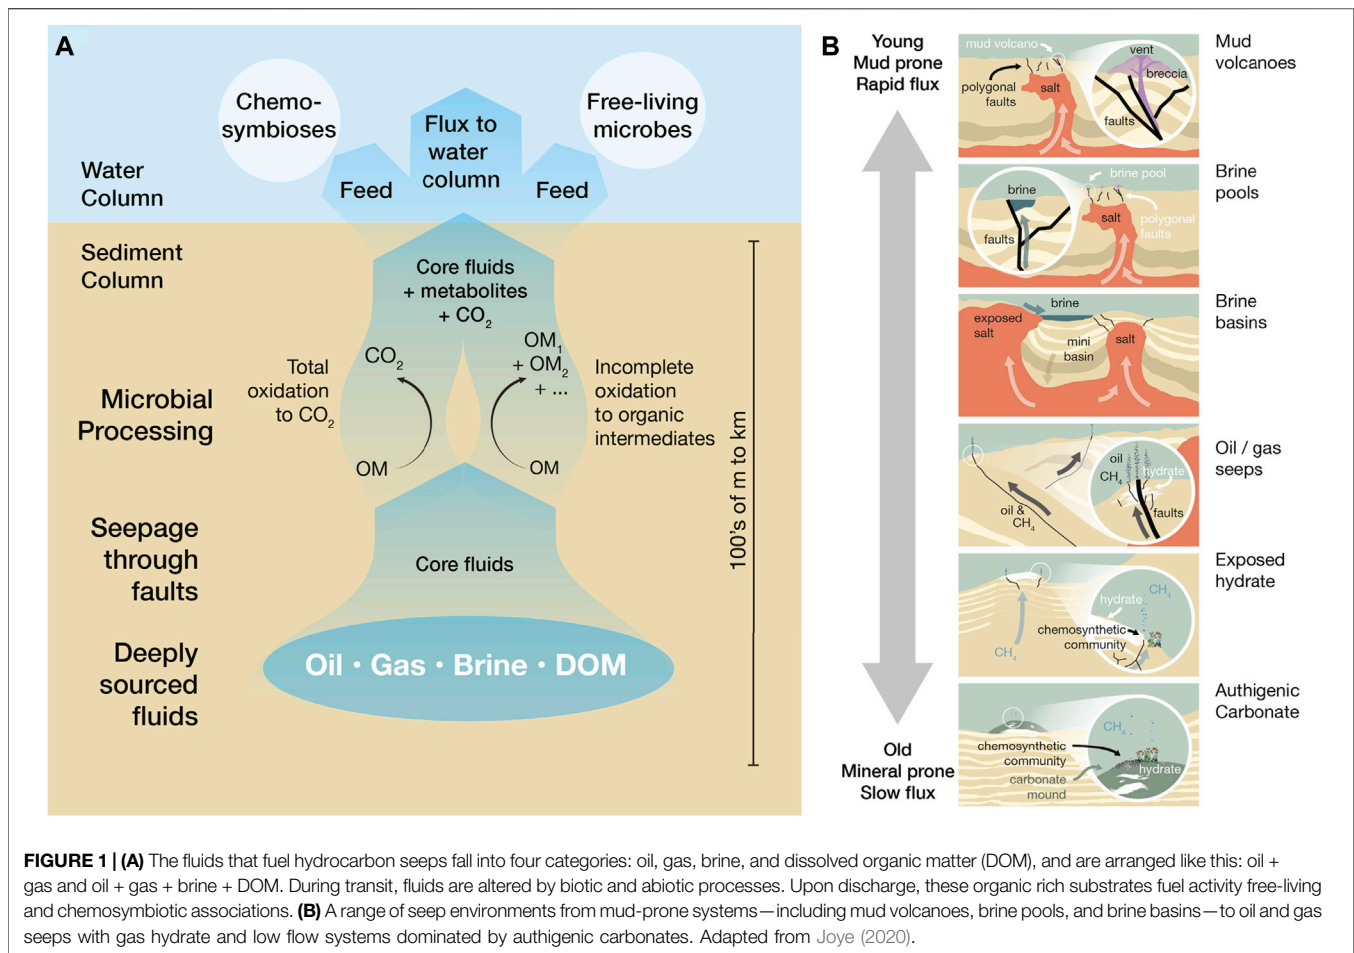 A
Chemo-
symbioses
Free-living
microbes
Flux to
water
column
Feed
Feed
Water
Column
Sediment
Column
Core fluids
+ metabolites
+ CO2
Total
oxidation
to CO2
CO2
OM
OM1
+ OM2
+ ...
OM
Incomplete
oxidation
to organic
intermediates
Microbial
Processing
100's of m to km
Seepage
through
faults
Core fluids
Deeply
sourced
fluids
Oil • Gas • Brine • DOM
B
Young
Mud prone
Rapid flux
Old
Mineral prone
Slow flux
mud volcano
polygonal
faults
salt
vent
breccia
faults
Mud
volcanoes
brine
faults
brine pool
salt
polygonal
faults
Brine
pools
exposed
salt
brine
mini
basin
salt
Brine
basins
oil &
CH4
oil
CH4
hydrate
faults
Oil / gas
seeps
CH4
hydrate
CH4
chemosynthetic
community
Exposed
hydrate
CH4
chemosynthetic
community
carbonate
mound
hydrate
Authigenic
Carbonate
FIGURE 1 | (A) The fluids that fuel hydrocarbon seeps fall into four categories: oil, gas, brine, and dissolved organic matter (DOM), and are arranged like this: oil +
gas and oil + gas + brine + DOM. During transit, fluids are altered by biotic and abiotic processes. Upon discharge, these organic rich substrates fuel activity free-living
and chemosymbiotic associations. (B) A range of seep environments from mud-prone systems—including mud volcanoes, brine pools, and brine basins—to oil and gas
seeps with gas hydrate and low flow systems dominated by authigenic carbonates. Adapted from Joye (2020).